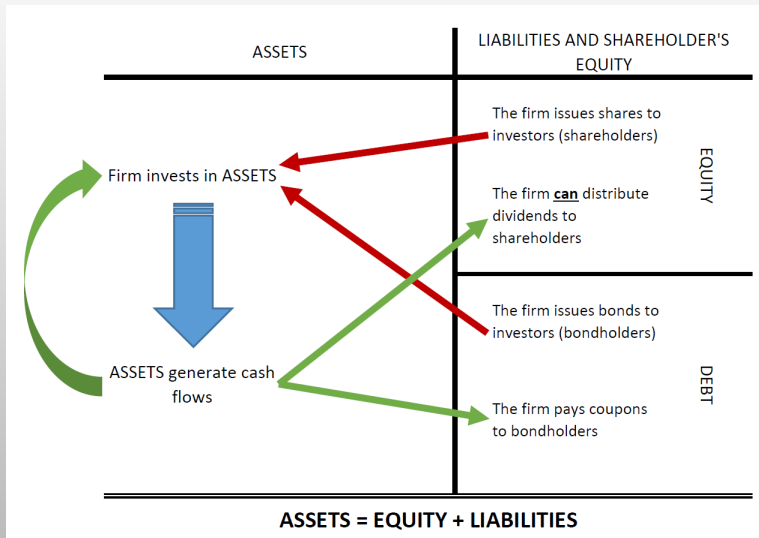 ASSETS
LIABILITIES AND SHAREHOLDER'S
EQUITY
Firm invests in ASSETS
ASSETS generate cash
flows
The firm issues shares to
investors (shareholders)
The firm can distribute
dividends to
shareholders
EQUITY
The firm issues bonds to
investors (bondholders)
The firm pays coupons
to bondholders
DEBT
ASSETS = EQUITY + LIABILITIES